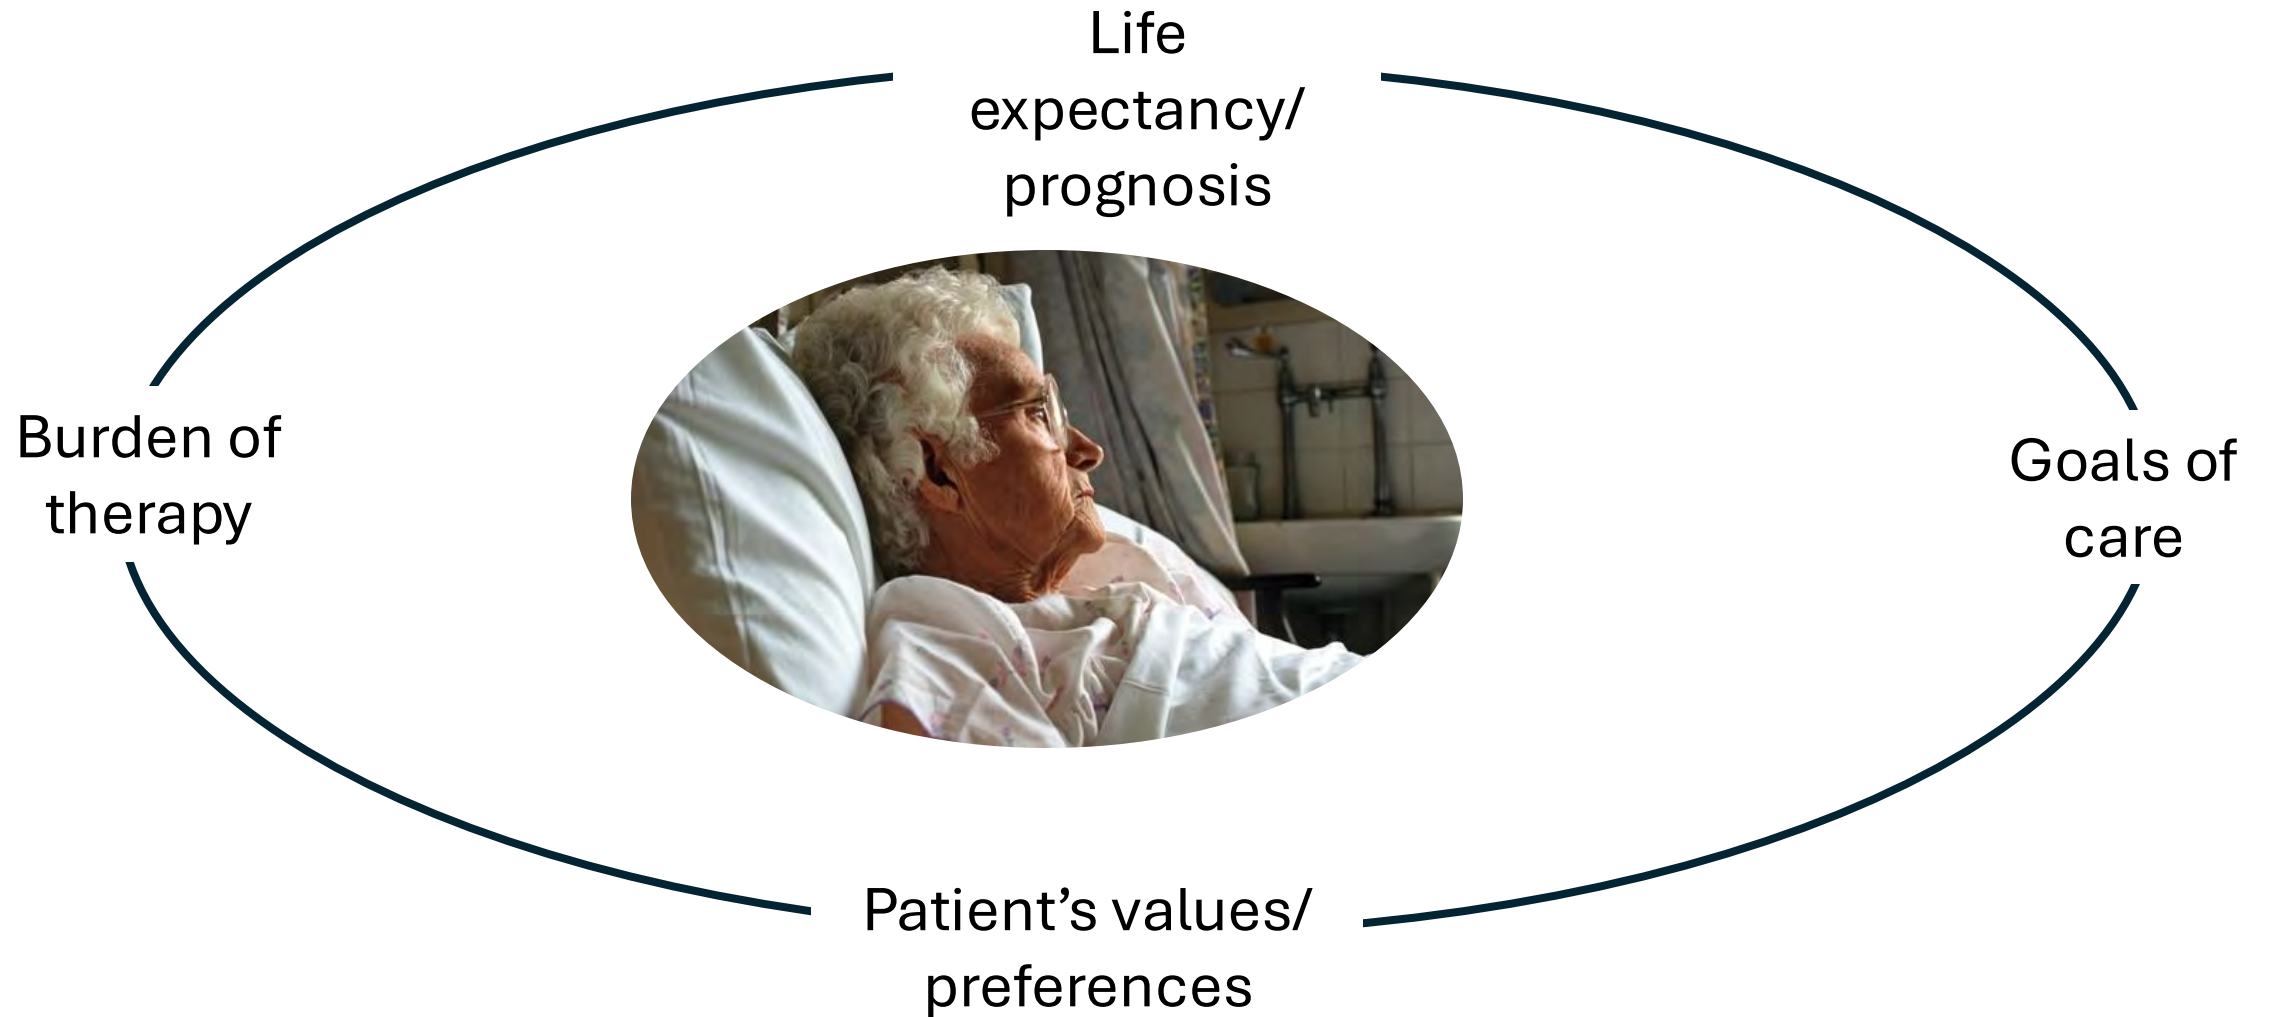 Life
expectancy/
prognosis
Burden of
therapy
Goals of
care
Patient’s values/
preferences